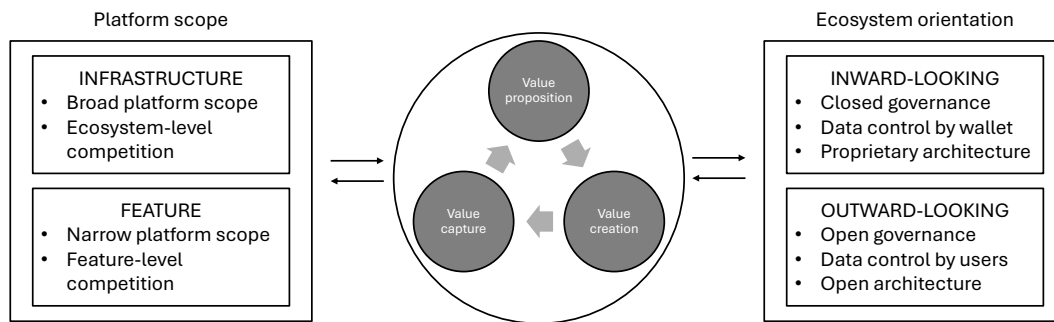 Platform scope
INFRASTRUCTURE
• Broad platform scope
• Ecosystem-level
competition
FEATURE
• Narrow platform scope
• Feature-level
competition
Value
proposition
Value
capture
Value
creation
Ecosystem orientation
INWARD-LOOKING
• Closed governance
• Data control by wallet
• Proprietary architecture
OUTWARD-LOOKING
• Open governance
• Data control by users
• Open architecture